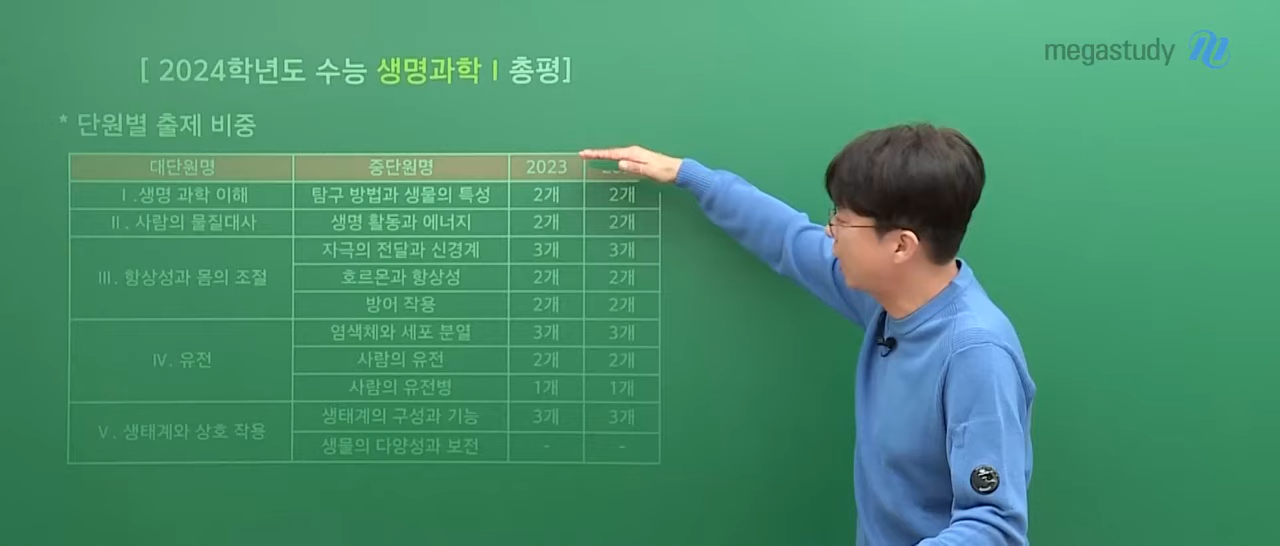 megastudy
[ 2024학년도 수능 생명과학 I 총평]
* 단원별 출제 비중
대단원명 중단원명 2023
Ⅰ.생명 과학 이해 탐구 방법과 생물의 특성 2개 2개
Ⅱ. 사람의 물질대사 생명 활동과 에너지 2개 2개
Ⅲ. 항상성과 몸의 조절 자극의 전달과 신경계 3개 3개
호르몬과 항상성 2개 2개
방어 작용 2개 2개
Ⅳ. 유전 염색체와 세포 분열 3개 3개
사람의 유전 2개 2개
사람의 유전병 1개 1개
Ⅴ. 생태계와 상호 작용 생태계의 구성과 기능 3개 3개
생물의 다양성과 보전 - -